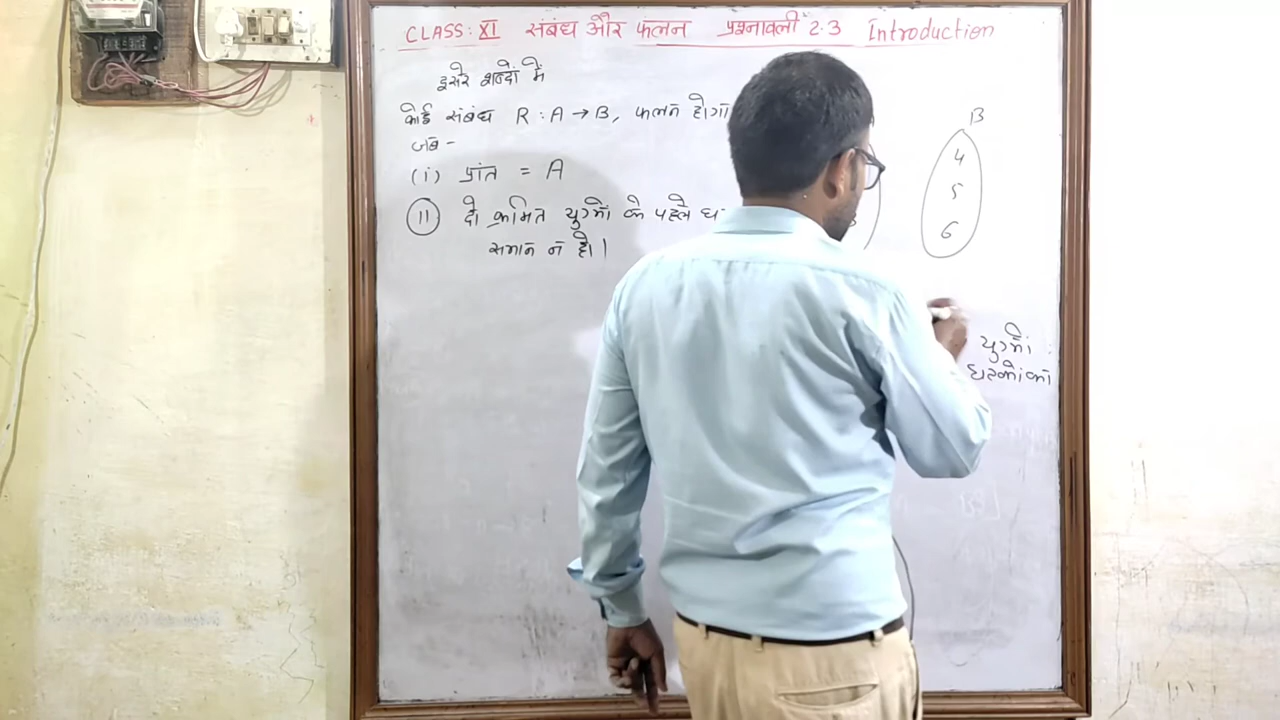 CLASS: XI संबंध और फलन प्रश्नावली 2.3 Introduction
दूसरे शब्दों में
कोई संबंध R : A → B, फलन होगा
जब -
(i) प्रांत = A
(ii) दो क्रमित युग्मों के पहले घ
समान न हो।
B
4
5
6
युग्मों
घटकों का